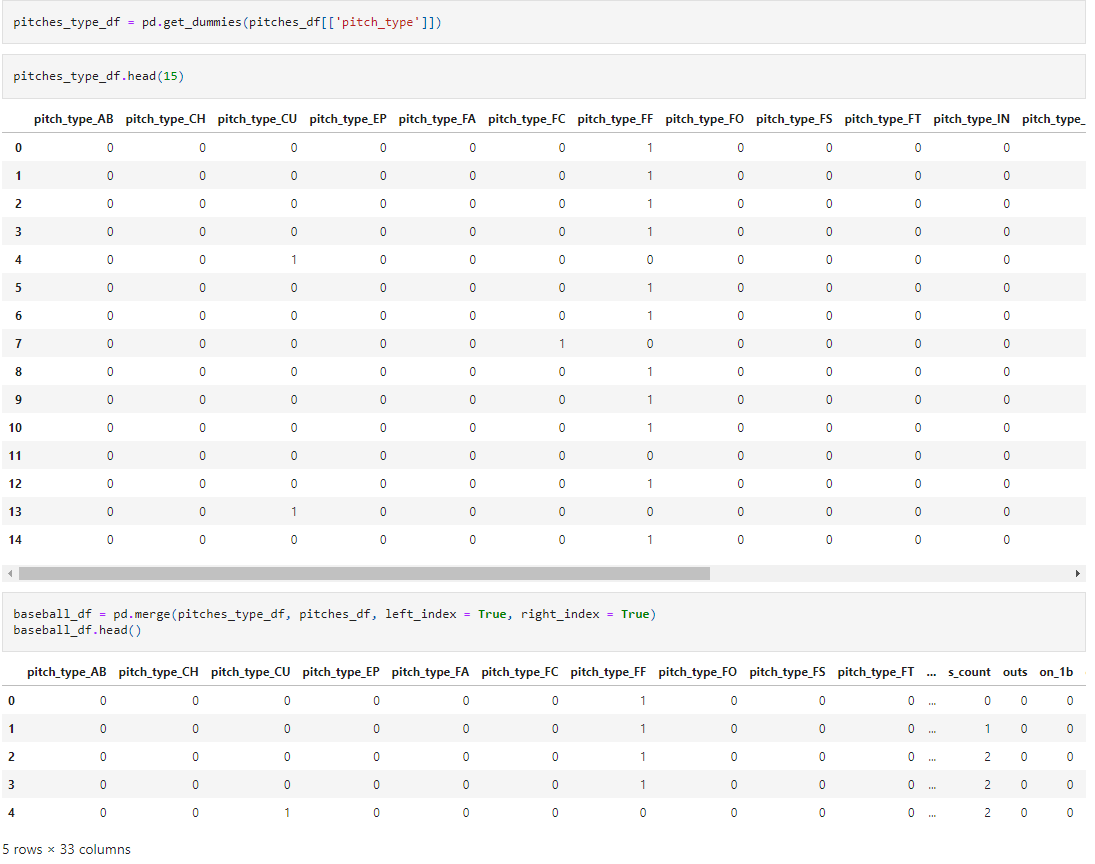 pitches_type_df = pd.get_dummies(pitches_df[['pitch_type']])
pitches_type_df.head(15)
pitch_type_AB pitch_type_CH pitch_type_CU pitch_type_EP pitch_type_FA pitch_type_FC pitch_type_FF pitch_type_FO pitch_type_FS pitch_type_FT pitch_type_IN pitch_type_
0 0 0 0 0 0 0 1 0 0 0 0
1 0 0 0 0 0 0 1 0 0 0 0
2 0 0 0 0 0 0 1 0 0 0 0
3 0 0 0 0 0 0 1 0 0 0 0
4 0 0 1 0 0 0 0 0 0 0 0
5 0 0 0 0 0 0 1 0 0 0 0
6 0 0 0 0 0 0 1 0 0 0 0
7 0 0 0 0 0 1 0 0 0 0 0
8 0 0 0 0 0 0 1 0 0 0 0
9 0 0 0 0 0 0 1 0 0 0 0
10 0 0 0 0 0 0 1 0 0 0 0
11 0 0 0 0 0 0 0 0 0 0 0
12 0 0 0 0 0 0 1 0 0 0 0
13 0 0 1 0 0 0 0 0 0 0 0
14 0 0 0 0 0 0 1 0 0 0 0
baseball_df = pd.merge(pitches_type_df, pitches_df, left_index = True, right_index = True)
baseball_df.head()
pitch_type_AB pitch_type_CH pitch_type_CU pitch_type_EP pitch_type_FA pitch_type_FC pitch_type_FF pitch_type_FO pitch_type_FS pitch_type_FT ... s_count outs on_1b
0 0 0 0 0 0 0 1 0 0 0 ... 0 0 0
1 0 0 0 0 0 0 1 0 0 0 ... 1 0 0
2 0 0 0 0 0 0 1 0 0 0 ... 2 0 0
3 0 0 0 0 0 0 1 0 0 0 ... 2 0 0
4 0 0 1 0 0 0 0 0 0 0 ... 2 0 0
5 rows × 33 columns